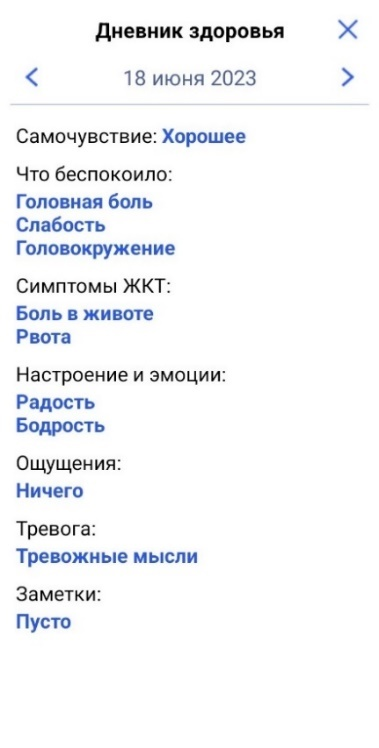 Дневник здоровья
18 июня 2023
Самочувствие: Хорошее
Что беспокоило:
Головная боль
Слабость
Головокружение
Симптомы ЖКТ:
Боль в животе
Рвота
Настроение и эмоции:
Радость
Бодрость
Ощущения:
Ничего
Тревога:
Тревожные мысли
Заметки:
Пусто